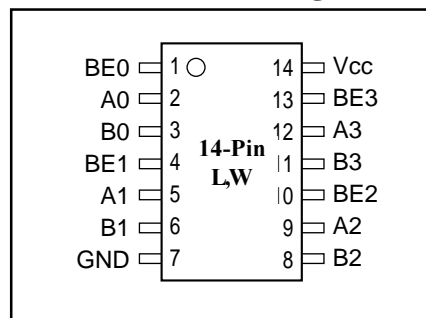 BE0 1 14 Vcc
A0 2 13 BE3
B0 3 12 A3
14-Pin
BE1 4 11 B3
L,W
A1 5 10 BE2
B1 6 9 A2
GND 7 8 B2